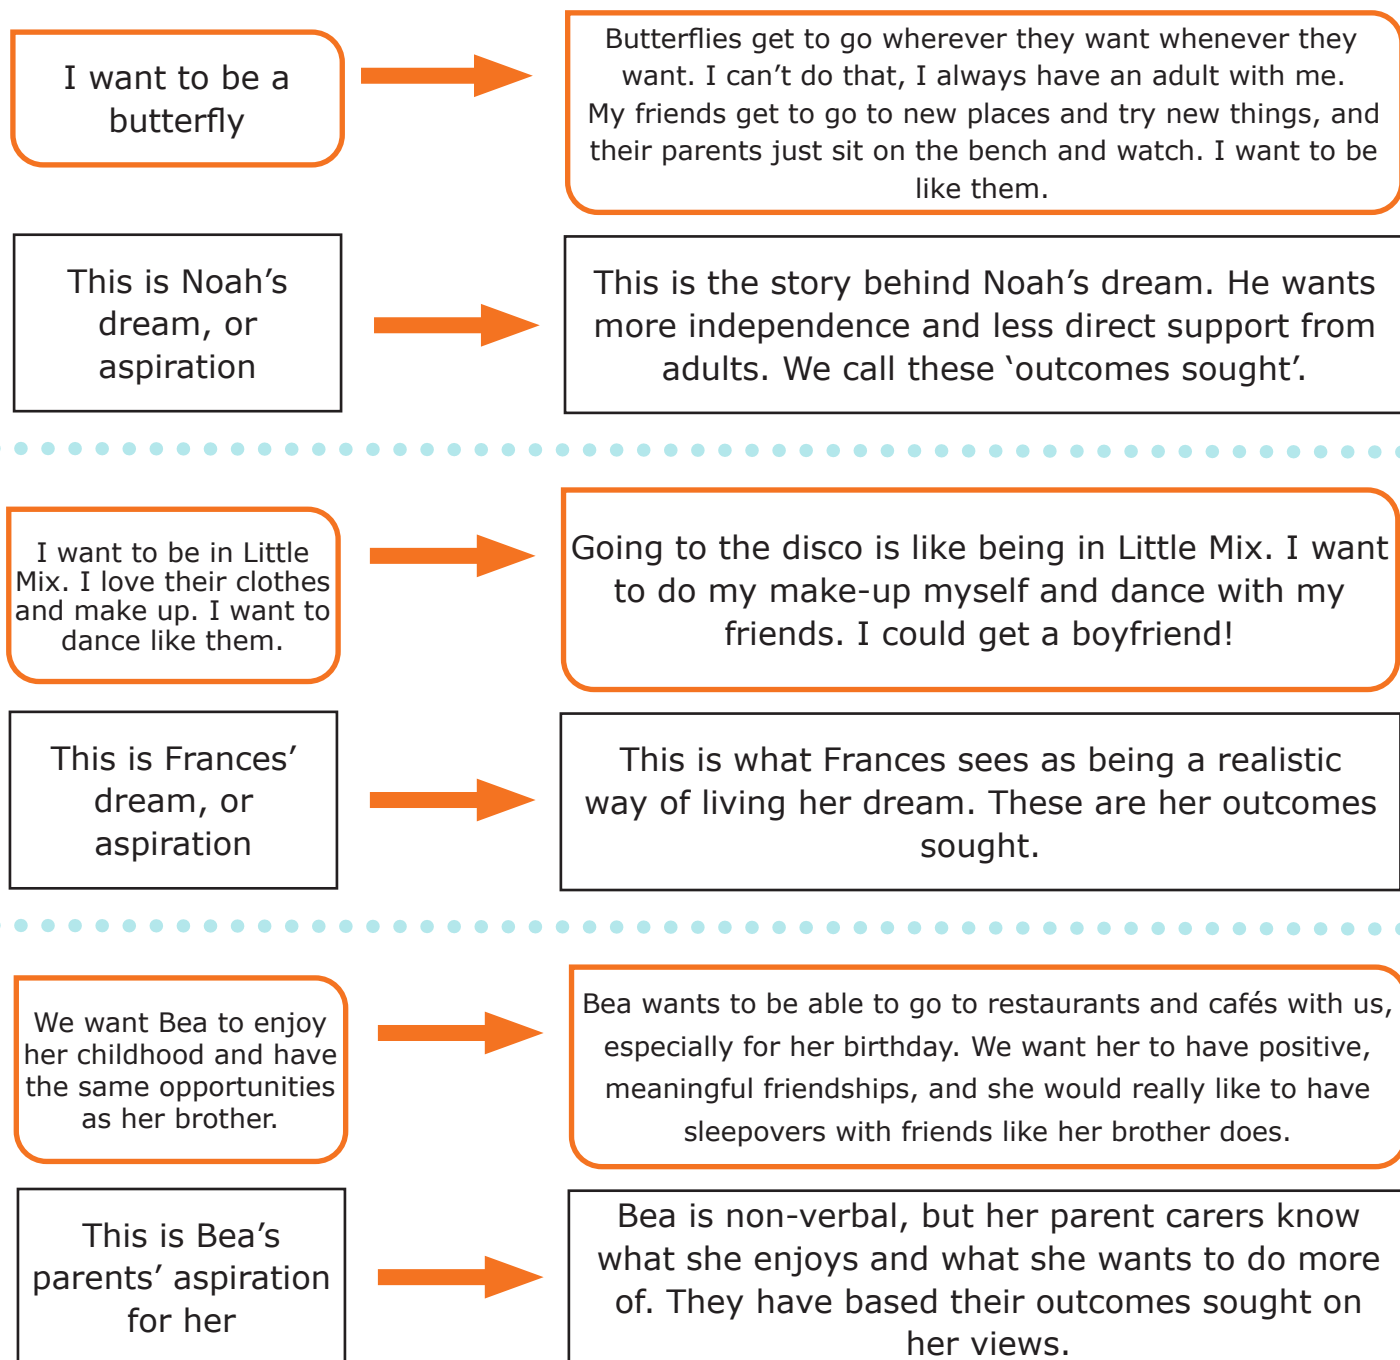 I want to be a
butterfly
Butterflies get to go wherever they want whenever they
want. I can’t do that, I always have an adult with me.
My friends get to go to new places and try new things, and
their parents just sit on the bench and watch. I want to be
like them.
This is Noah’s
dream, or
aspiration
This is the story behind Noah’s dream. He wants
more independence and less direct support from
adults. We call these ‘outcomes sought’.
I want to be in Little
Mix. I love their clothes
and make up. I want to
dance like them.
Going to the disco is like being in Little Mix. I want
to do my make-up myself and dance with my
friends. I could get a boyfriend!
This is Frances’
dream, or
aspiration
This is what Frances sees as being a realistic
way of living her dream. These are her outcomes
sought.
We want Bea to enjoy
her childhood and have
the same opportunities
as her brother.
Bea wants to be able to go to restaurants and cafés with us,
especially for her birthday. We want her to have positive,
meaningful friendships, and she would really like to have
sleepovers with friends like her brother does.
This is Bea’s
parents’ aspiration
for her
Bea is non-verbal, but her parent carers know
what she enjoys and what she wants to do more
of. They have based their outcomes sought on
her views.